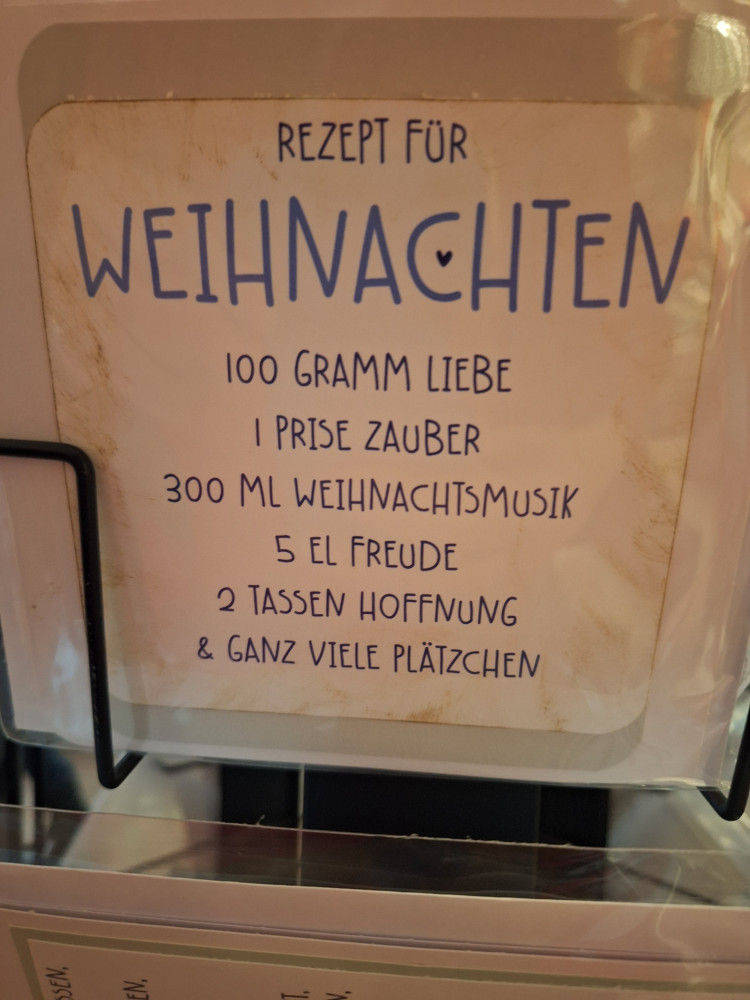 REZEPT FÜR
WEIHNACHTEN
100 GRAMM LIEBE
1 PRISE ZAUBER
300 ML WEIHNACHTSMUSIK
5 EL FREUDE
2 TASSEN HOFFNUNG
& GANZ VIELE PLÄTZCHEN